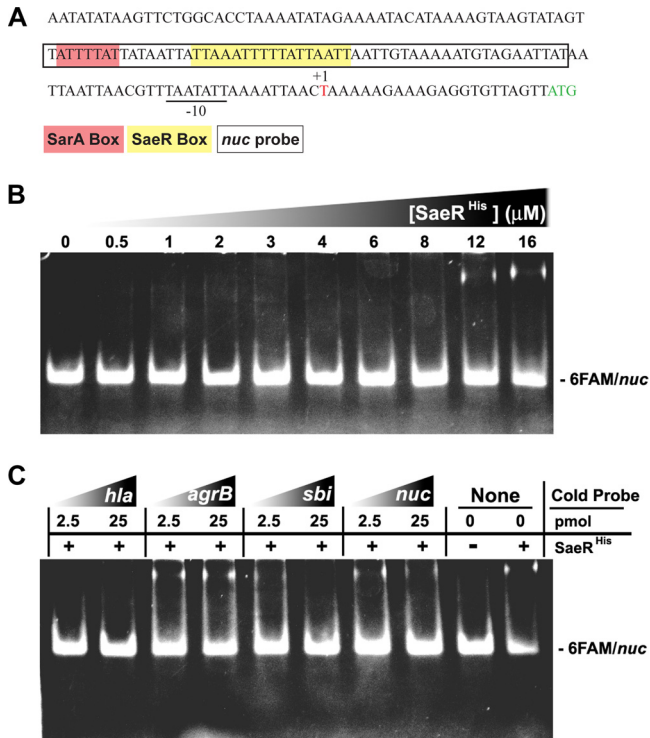 A
AATATATAAGTTCTGGCACCTAAAATATAGAAAATACATAAAAGTAAGTATAGT
TATTTTATTATAATTATTAAATTTTTATTAATTAATTGTAAAAATGTAGAATTATAA
+1
TTAATTAACGTTTTAATATTAAAATTAACTAAAAAGAAAGAGGTGTTAGTTATG
-10
SarA Box SaeR Box nuc probe
B
[SaeR His ] (μM)
0 0.5 1 2 3 4 6 8 12 16
- 6FAM/nuc
C
hla agrB sbi nuc None Cold Probe
2.5 25 2.5 25 2.5 25 2.5 25 0 0 pmol
+ + + + + + + + - + SaeR His
- 6FAM/nuc